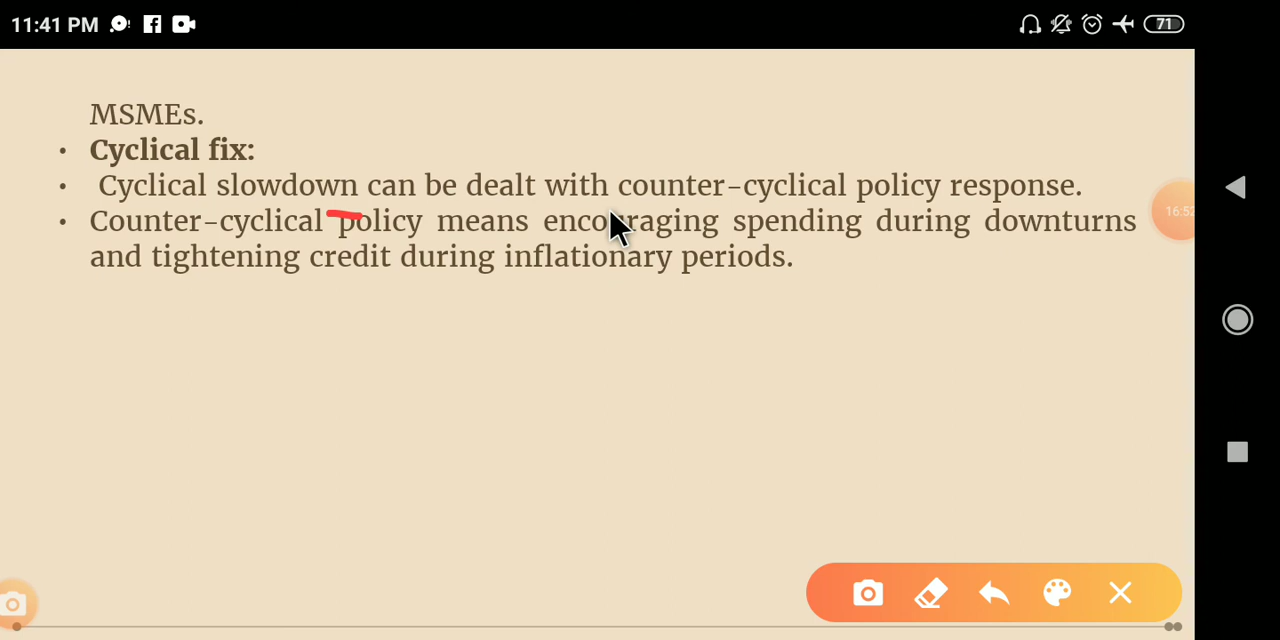 11:41 PM
71
MSMEs.
• Cyclical fix:
• Cyclical slowdown can be dealt with counter-cyclical policy response.
• Counter-cyclical policy means encouraging spending during downturns
and tightening credit during inflationary periods.
16:52